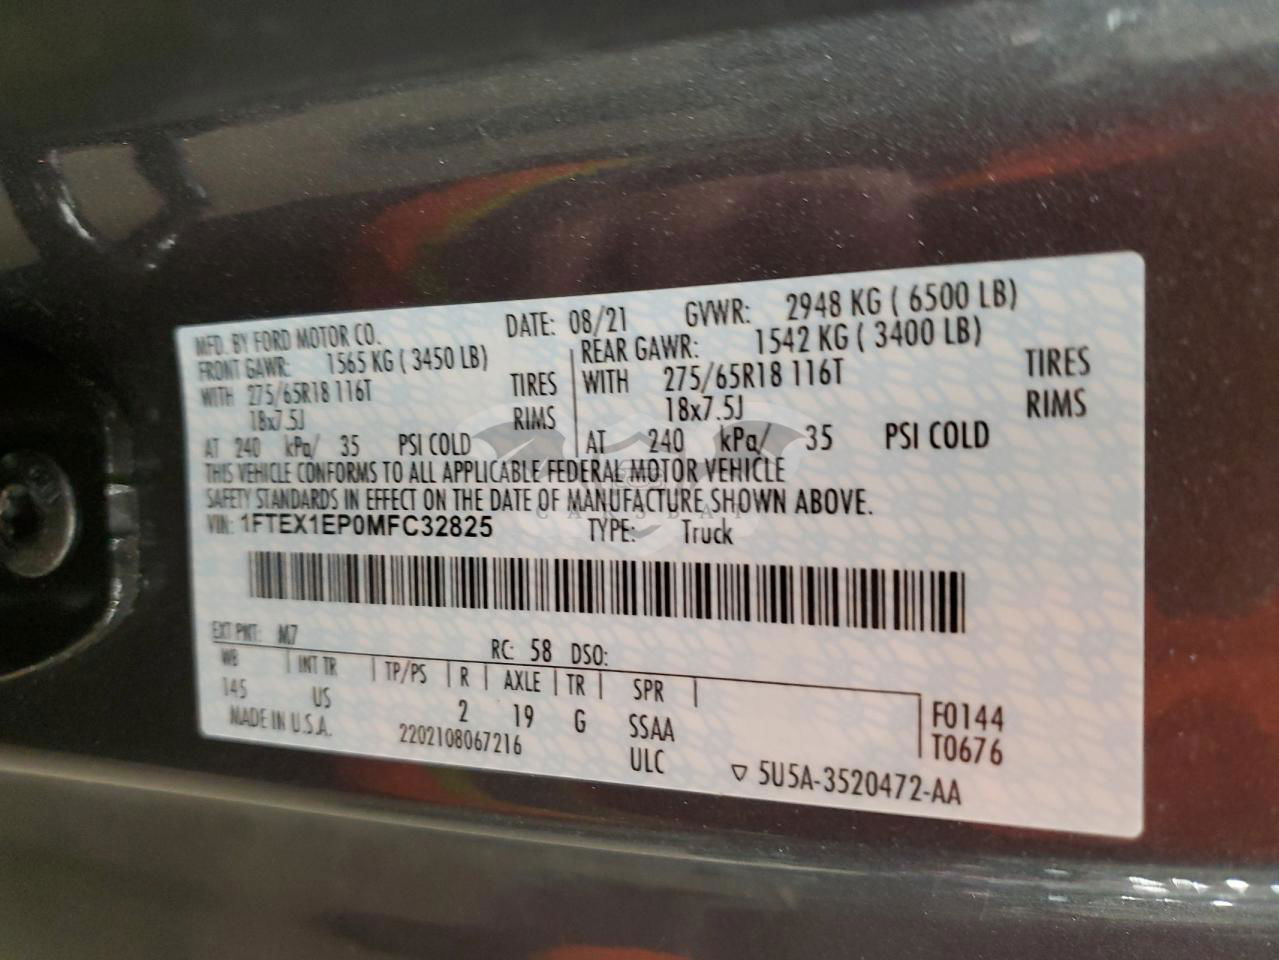 MFD. BY FORD MOTOR CO. DATE: 08/21 GVWR: 2948 KG ( 6500 LB)
FRONT GAWR: 1565 KG ( 3450 LB) REAR GAWR: 1542 KG ( 3400 LB)
WITH 275/65R18 116T TIRES WITH 275/65R18 116T TIRES
18x7.5J RIMS 18x7.5J RIMS
AT 240 kPa/ 35 PSI COLD AT 240 kPa/ 35 PSI COLD
THIS VEHICLE CONFORMS TO ALL APPLICABLE FEDERAL MOTOR VEHICLE
SAFETY STANDARDS IN EFFECT ON THE DATE OF MANUFACTURE SHOWN ABOVE.
CARSBAT
VIN: 1FTEX1EP0MFC32825 TYPE: Truck
EXT PNT: M7 RC: 58 DSO:
WB INT TR TP/PS R AXLE TR SPR
145 US 2 19 G SSAA F0144
MADE IN U.S.A. 2202108067216 ULC T0676
5U5A-3520472-AA